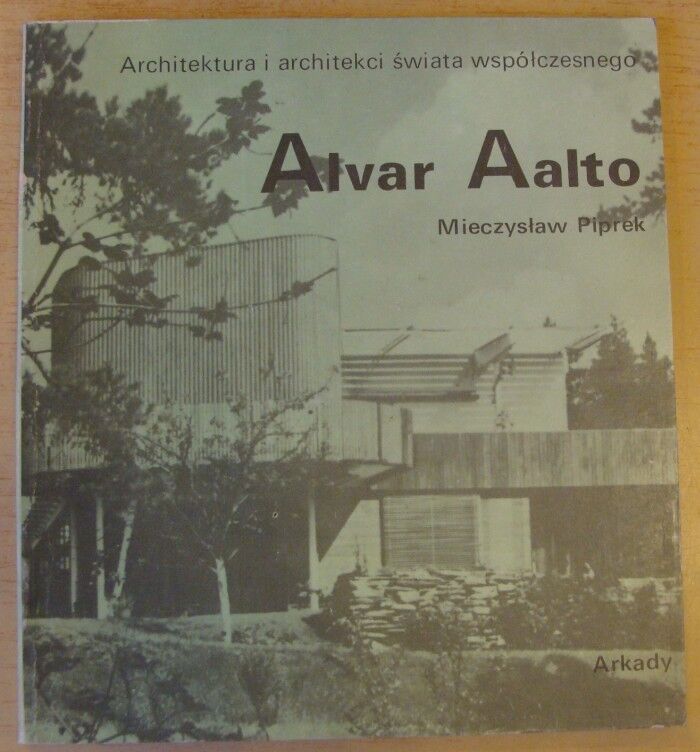 Architektura i architekci świata współczesnego
Alvar Aalto
Mieczysław Piprek
Arkady